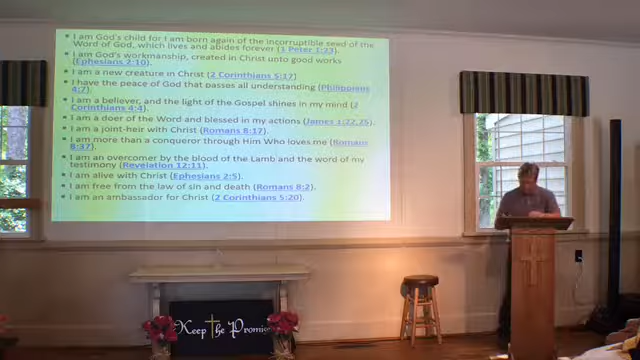 • I am God's child for I am born again of the incorruptible seed of the
Word of God, which lives and abides forever (1 Peter 1:23).
• I am God's workmanship, created in Christ unto good works
(Ephesians 2:10).
• I am a new creature in Christ (2 Corinthians 5:17)
• I have the peace of God that passes all understanding (Philippians
4:7).
• I am a believer, and the light of the Gospel shines in my mind (2
Corinthians 4:4).
• I am a doer of the Word and blessed in my actions (James 1:22,25).
• I am a joint-heir with Christ (Romans 8:17).
• I am more than a conqueror through Him Who loves me (Romans
8:37).
• I am an overcomer by the blood of the Lamb and the word of my
testimony (Revelation 12:11).
• I am alive with Christ (Ephesians 2:5).
• I am free from the law of sin and death (Romans 8:2).
• I am an ambassador for Christ (2 Corinthians 5:20).
Keep the Promise